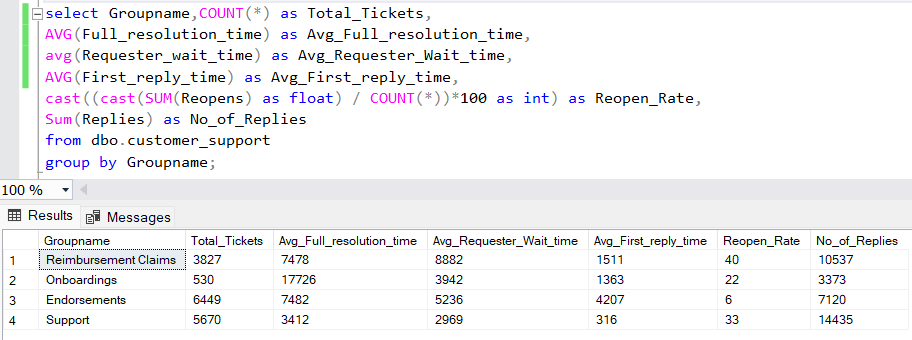 select Groupname,COUNT(*) as Total_Tickets,
AVG(Full_resolution_time) as Avg_Full_resolution_time,
avg(Requester_wait_time) as Avg_Requester_Wait_time,
AVG(First_reply_time) as Avg_First_reply_time,
cast((cast(SUM(Reopens) as float) / COUNT(*))*100 as int) as Reopen_Rate,
Sum(Replies) as No_of_Replies
from dbo.customer_support
group by Groupname;
100 %
Results Messages
Groupname Total_Tickets Avg_Full_resolution_time Avg_Requester_Wait_time Avg_First_reply_time Reopen_Rate No_of_Replies
1 Reimbursement Claims 3827 7478 8882 1511 40 10537
2 Onboardings 530 17726 3942 1363 22 3373
3 Endorsements 6449 7482 5236 4207 6 7120
4 Support 5670 3412 2969 316 33 14435